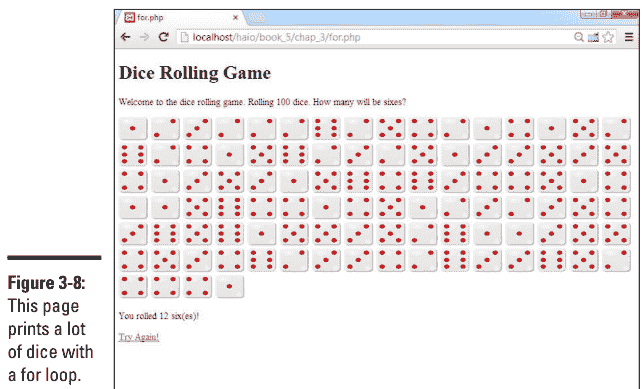 for.php
localhost/haio/book_5/chap_3/for.php
Dice Rolling Game
Welcome to the dice rolling game. Rolling 100 dice. How many will be sixes?
You rolled 12 six(es)!
Try Again!
Figure 3-8:
This page
prints a lot
of dice with
a for loop.